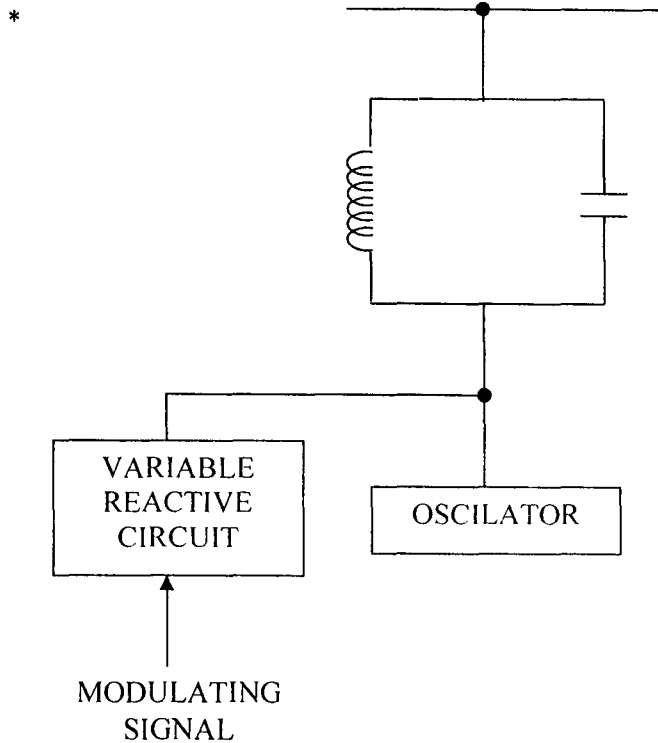 *
VARIABLE
REACTIVE
CIRCUIT
OSCILATOR
MODULATING
SIGNAL